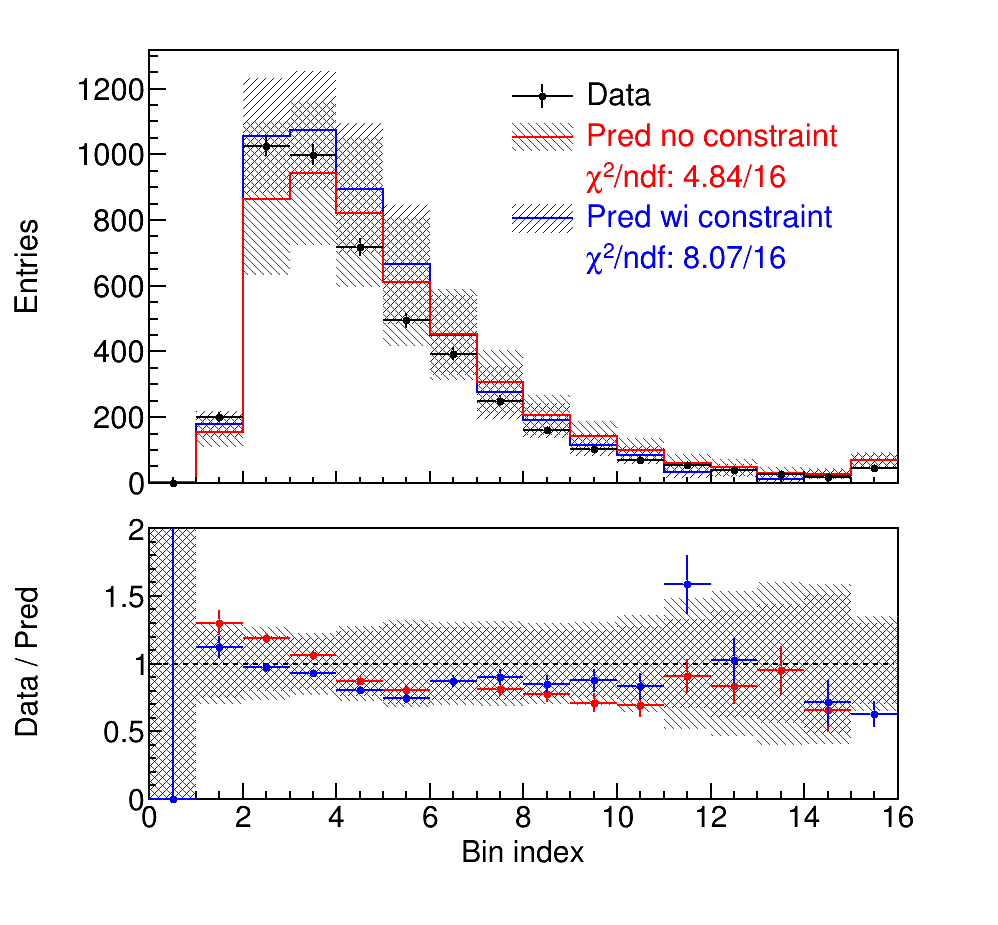 1200
1000
800
600
400
200
0
Entries
Data
Pred no constraint
χ²/ndf: 4.84/16
Pred wi constraint
χ²/ndf: 8.07/16
2
1.5
1
0.5
0
Data / Pred
0 2 4 6 8 10 12 14 16
Bin index